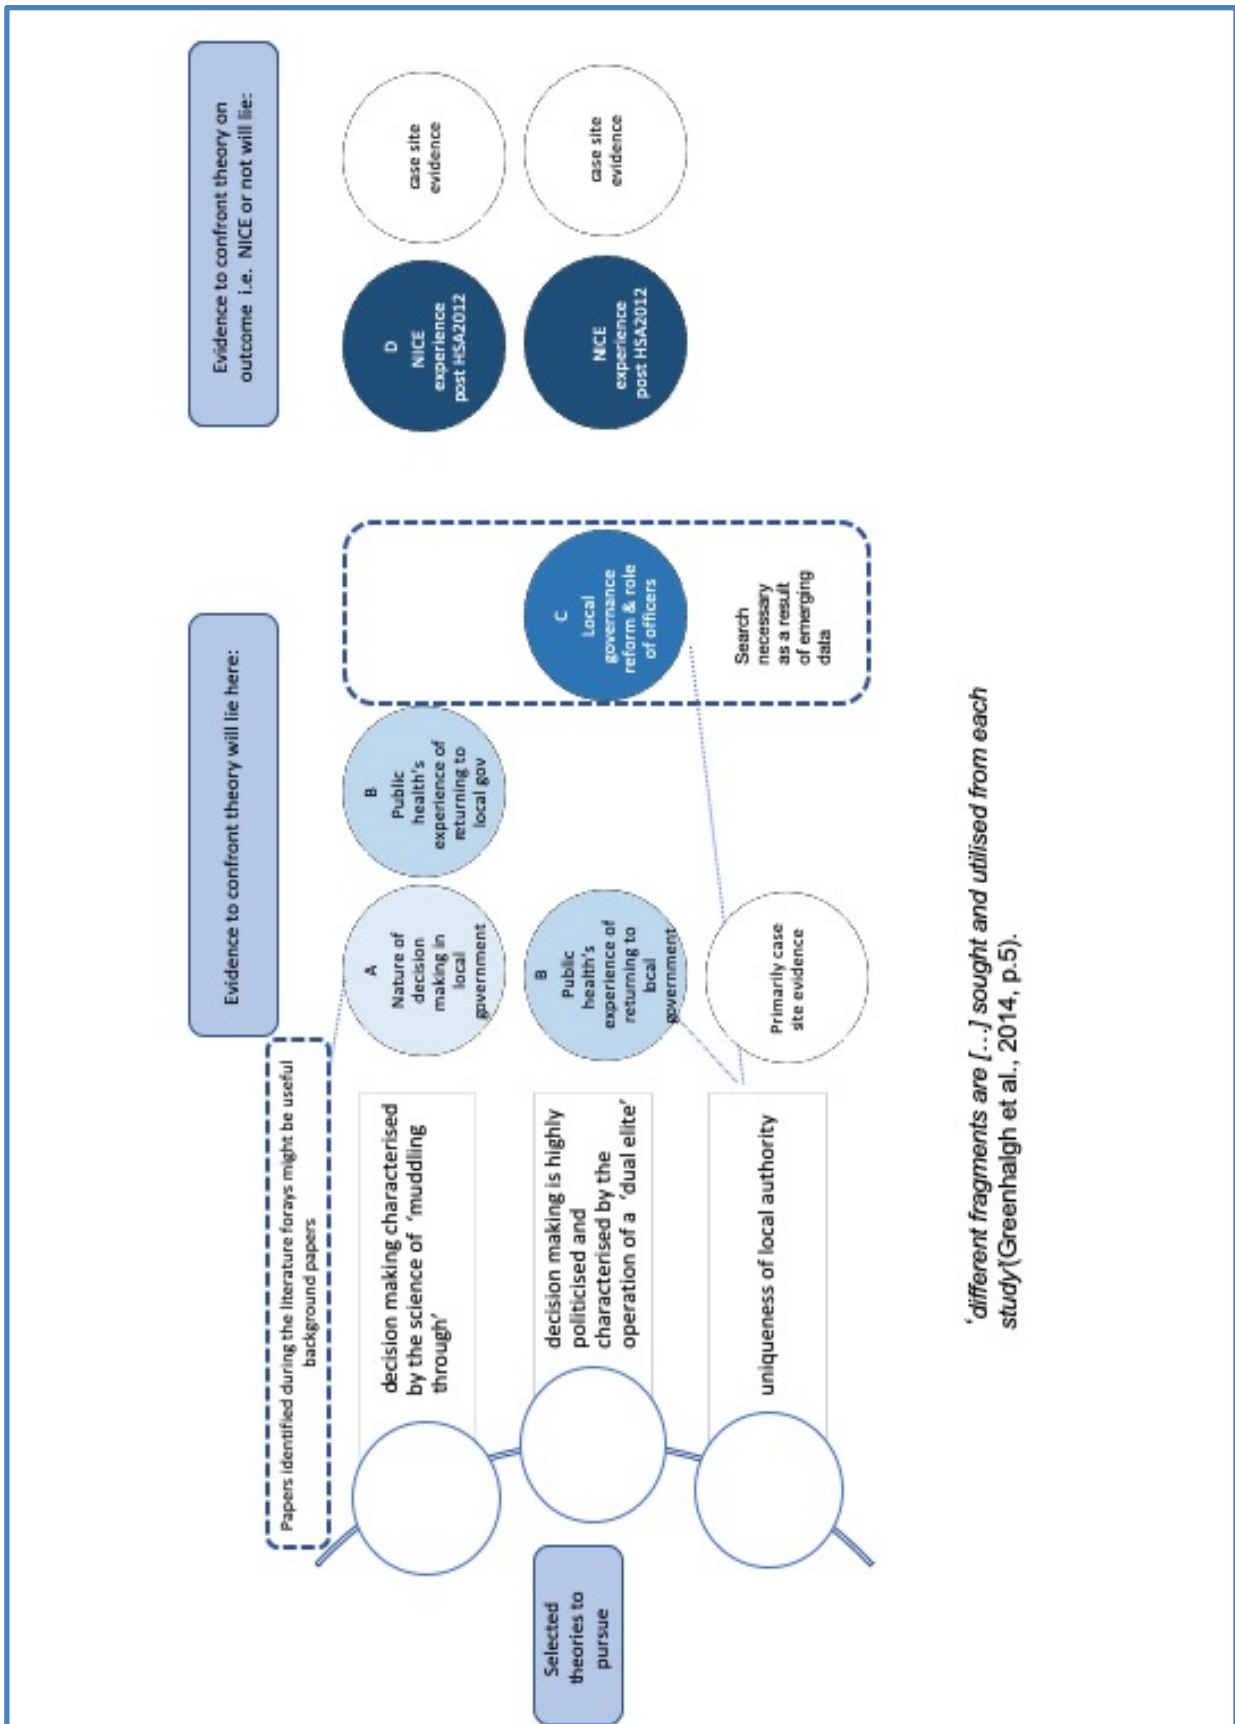 Selected
theories to
pursue
Papers identified during the literature forays might be useful
background papers
decision making characterised
by the science of 'muddling
through'
decision making is highly
politicised and
characterised by the
operation of a 'dual elite'
uniqueness of local authority
Evidence to confront theory will lie here:
A
Nature of
decision
making in
local
government
B
Public
health's
experience of
returning to
local gov
B
Public
health's
experience of
returning to
local
government
Primarily case
site evidence
C
Local
governance
reform & role
of officers
Search
necessary
as a result
of emerging
data
Evidence to confront theory on
outcome i.e. NICE or not will lie:
D
NICE
experience
post HSA2012
case site
evidence
NICE
experience
post HSA2012
case site
evidence
'different fragments are [...] sought and utilised from each
study'(Greenhalgh et al., 2014, p.5).